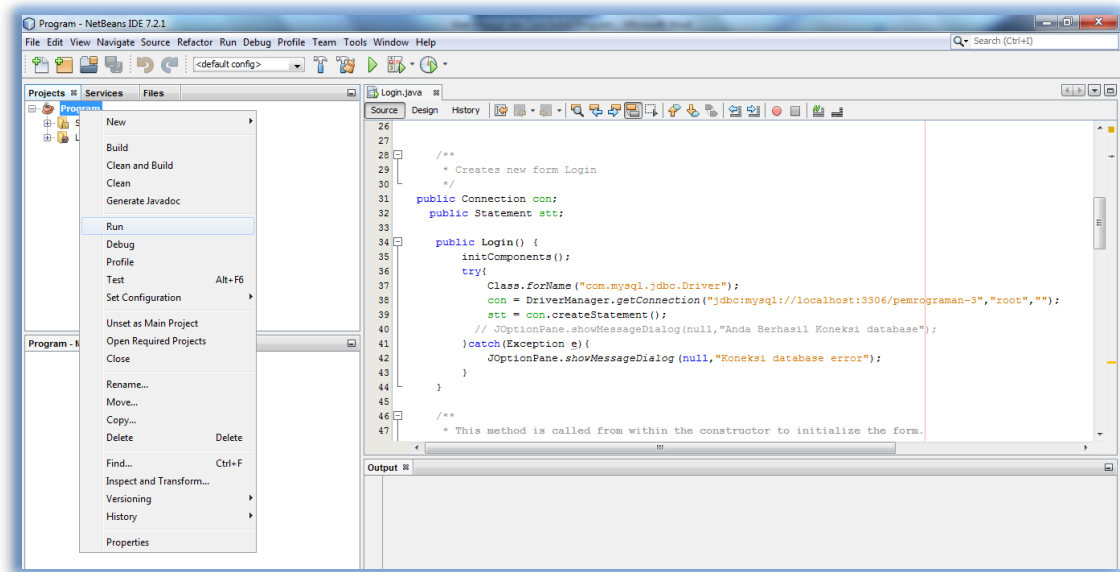 Program - NetBeans IDE 7.2.1
File Edit View Navigate Source Refactor Run Debug Profile Team Tools Window Help
Search (Ctrl+I)
<default config>
Projects Services Files
Program
S
L
New
Build
Clean and Build
Clean
Generate Javadoc
Run
Debug
Profile
Test Alt+F6
Set Configuration
Unset as Main Project
Open Required Projects
Close
Rename...
Move...
Copy...
Delete Delete
Find... Ctrl+F
Inspect and Transform...
Versioning
History
Properties
Program - 
Login.java
Source Design History
26
27
28 /**
29 * Creates new form Login
30 */
31 public Connection con;
32 public Statement stt;
33
34 public Login() {
35 initComponents();
36 try{
37 Class.forName("com.mysql.jdbc.Driver");
38 con = DriverManager.getConnection("jdbc:mysql://localhost:3306/pemrograman-3","root","");
39 stt = con.createStatement();
40 // JOptionPane.showMessageDialog(null,"Anda Berhasil Koneksi database");
41 }catch(Exception e){
42 JOptionPane.showMessageDialog(null,"Koneksi database error");
43 }
44 }
45
46 /**
47 * This method is called from within the constructor to initialize the form.
Output